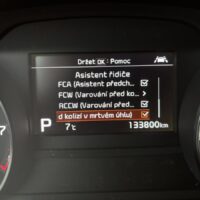 Držet OK : Pomoc
Asistent řidiče
FCA (Asistent předch...
FCW (Varování před ko...
RCCW (Varování před...
d kolizí v mrtvém úhlu)
P 7°C 133800km
7